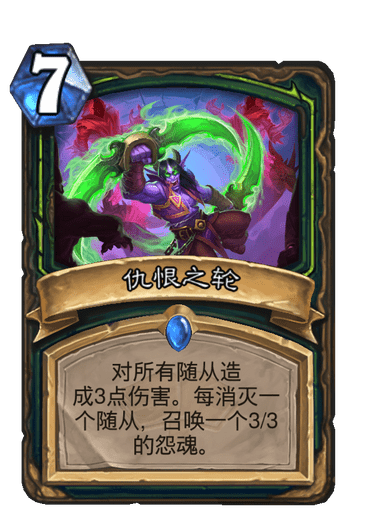 7
仇恨之轮
对所有随从造
成3点伤害。每消灭一
个随从，召唤一个3/3
的怨魂。